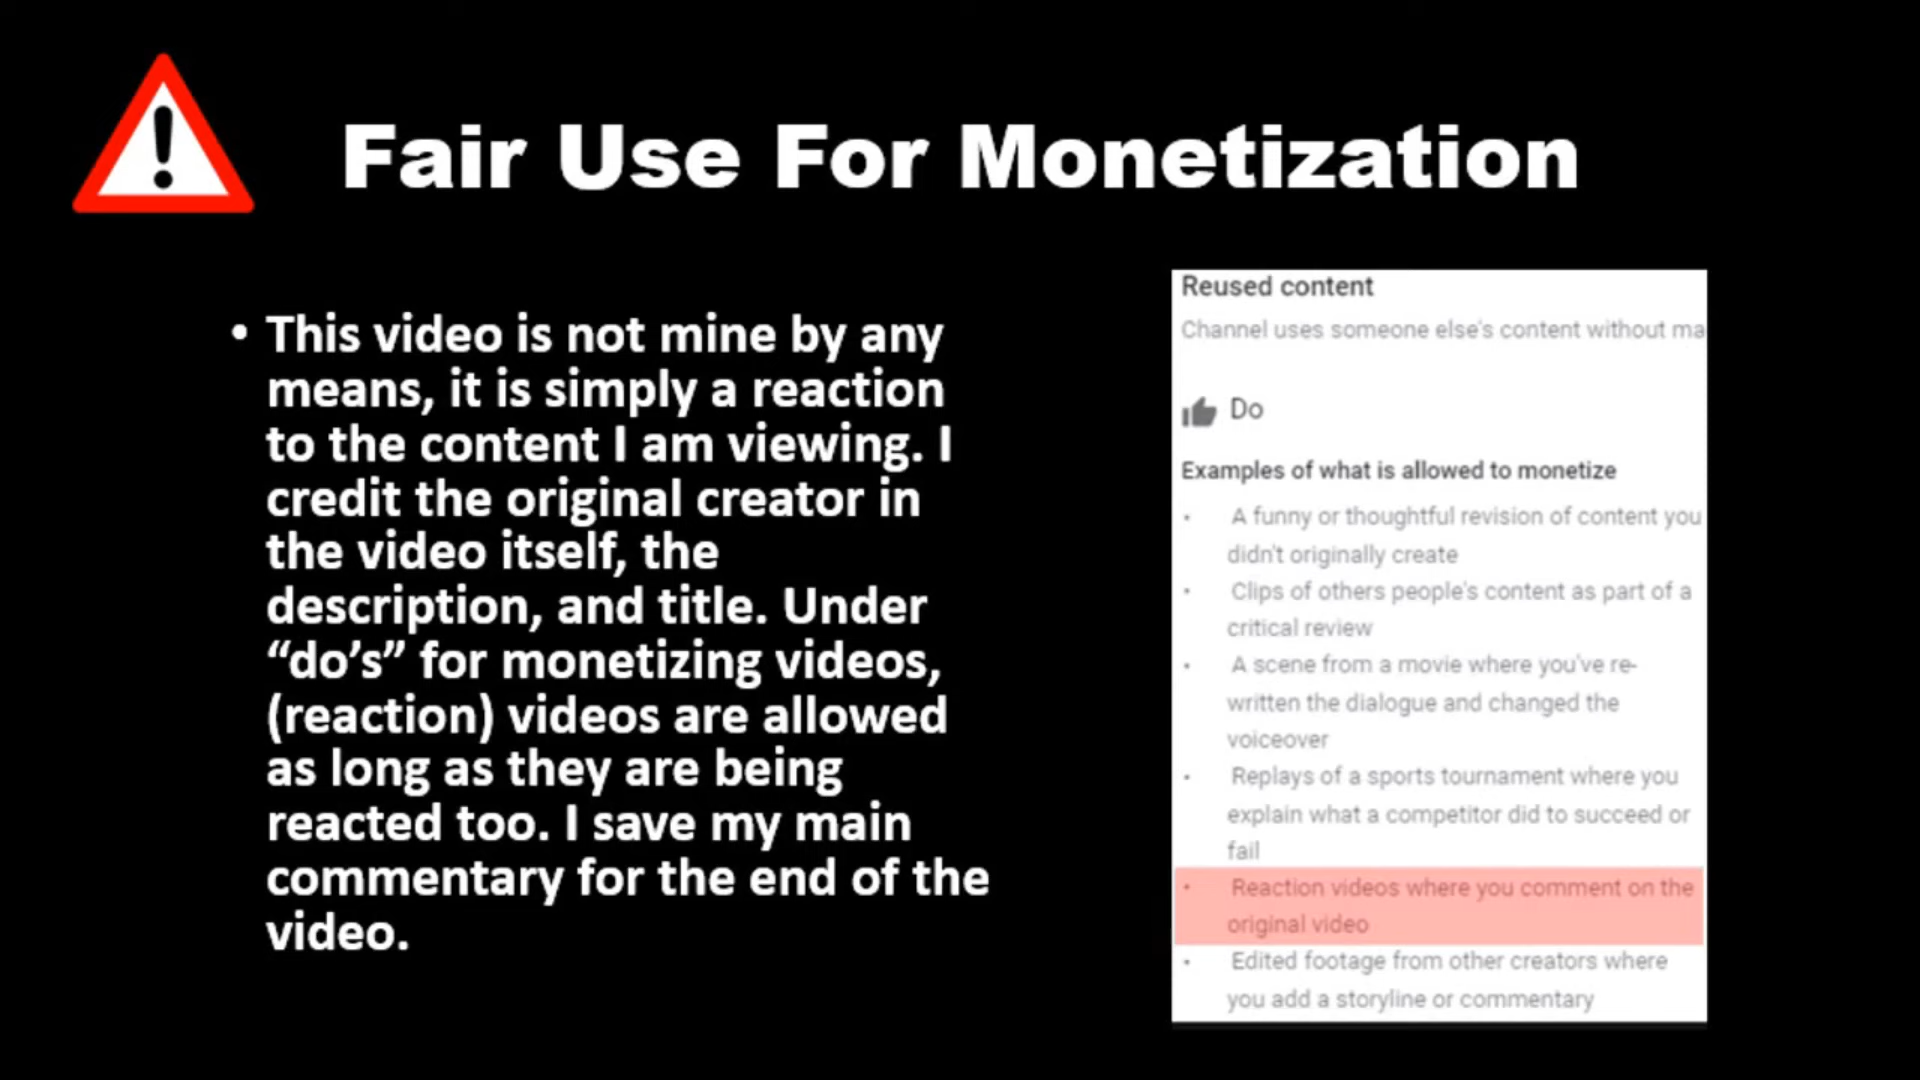 Fair Use For Monetization
• This video is not mine by any
means, it is simply a reaction
to the content I am viewing. I
credit the original creator in
the video itself, the
description, and title. Under
“do’s” for monetizing videos,
(reaction) videos are allowed
as long as they are being
reacted too. I save my main
commentary for the end of the
video.
Reused content
Channel uses someone else's content without ma
Do
Examples of what is allowed to monetize
• A funny or thoughtful revision of content you
didn't originally create
• Clips of others people's content as part of a
critical review
• A scene from a movie where you've re-
written the dialogue and changed the
voiceover
• Replays of a sports tournament where you
explain what a competitor did to succeed or
fail
• Reaction videos where you comment on the
original video
• Edited footage from other creators where
you add a storyline or commentary